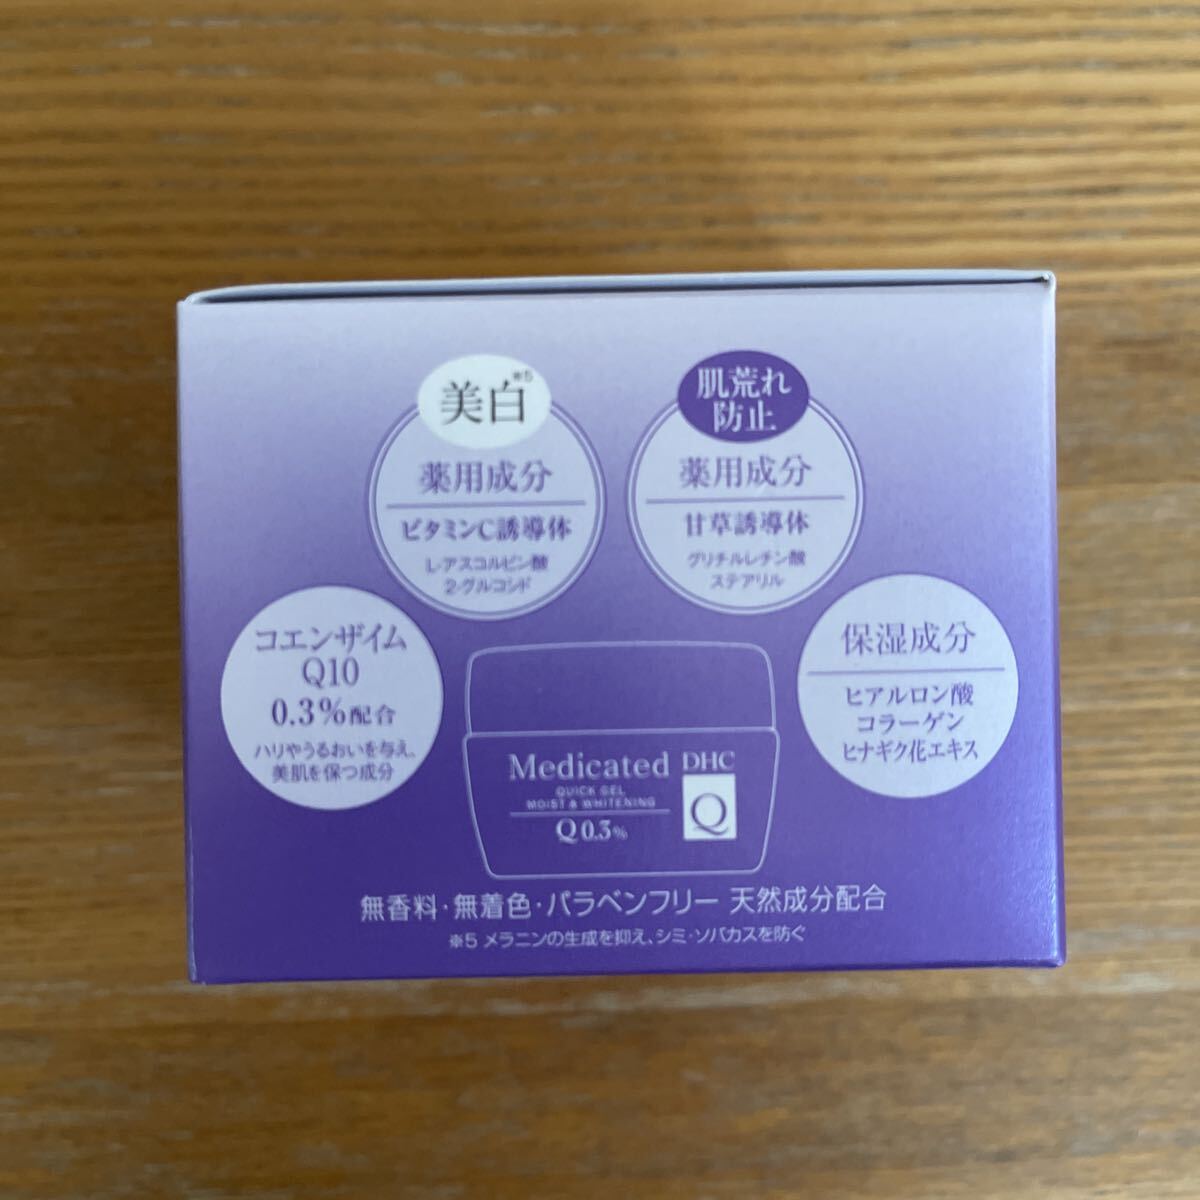 美白※5
薬用成分
ビタミンC誘導体
L-アスコルビン酸
2-グルコシド
肌荒れ
防止
薬用成分
甘草誘導体
グリチルレチン酸
ステアリル
コエンザイム
Q10
0.3%配合
ハリやうるおいを与え、
美肌を保つ成分
保湿成分
ヒアルロン酸
コラーゲン
ヒナギク花エキス
Medicated
QUICK GEL
MOIST & WHITENING
Q 0.3%
DHC
Q
無香料・無着色・パラベンフリー 天然成分配合
※5 メラニンの生成を抑え、シミ・ソバカスを防ぐ